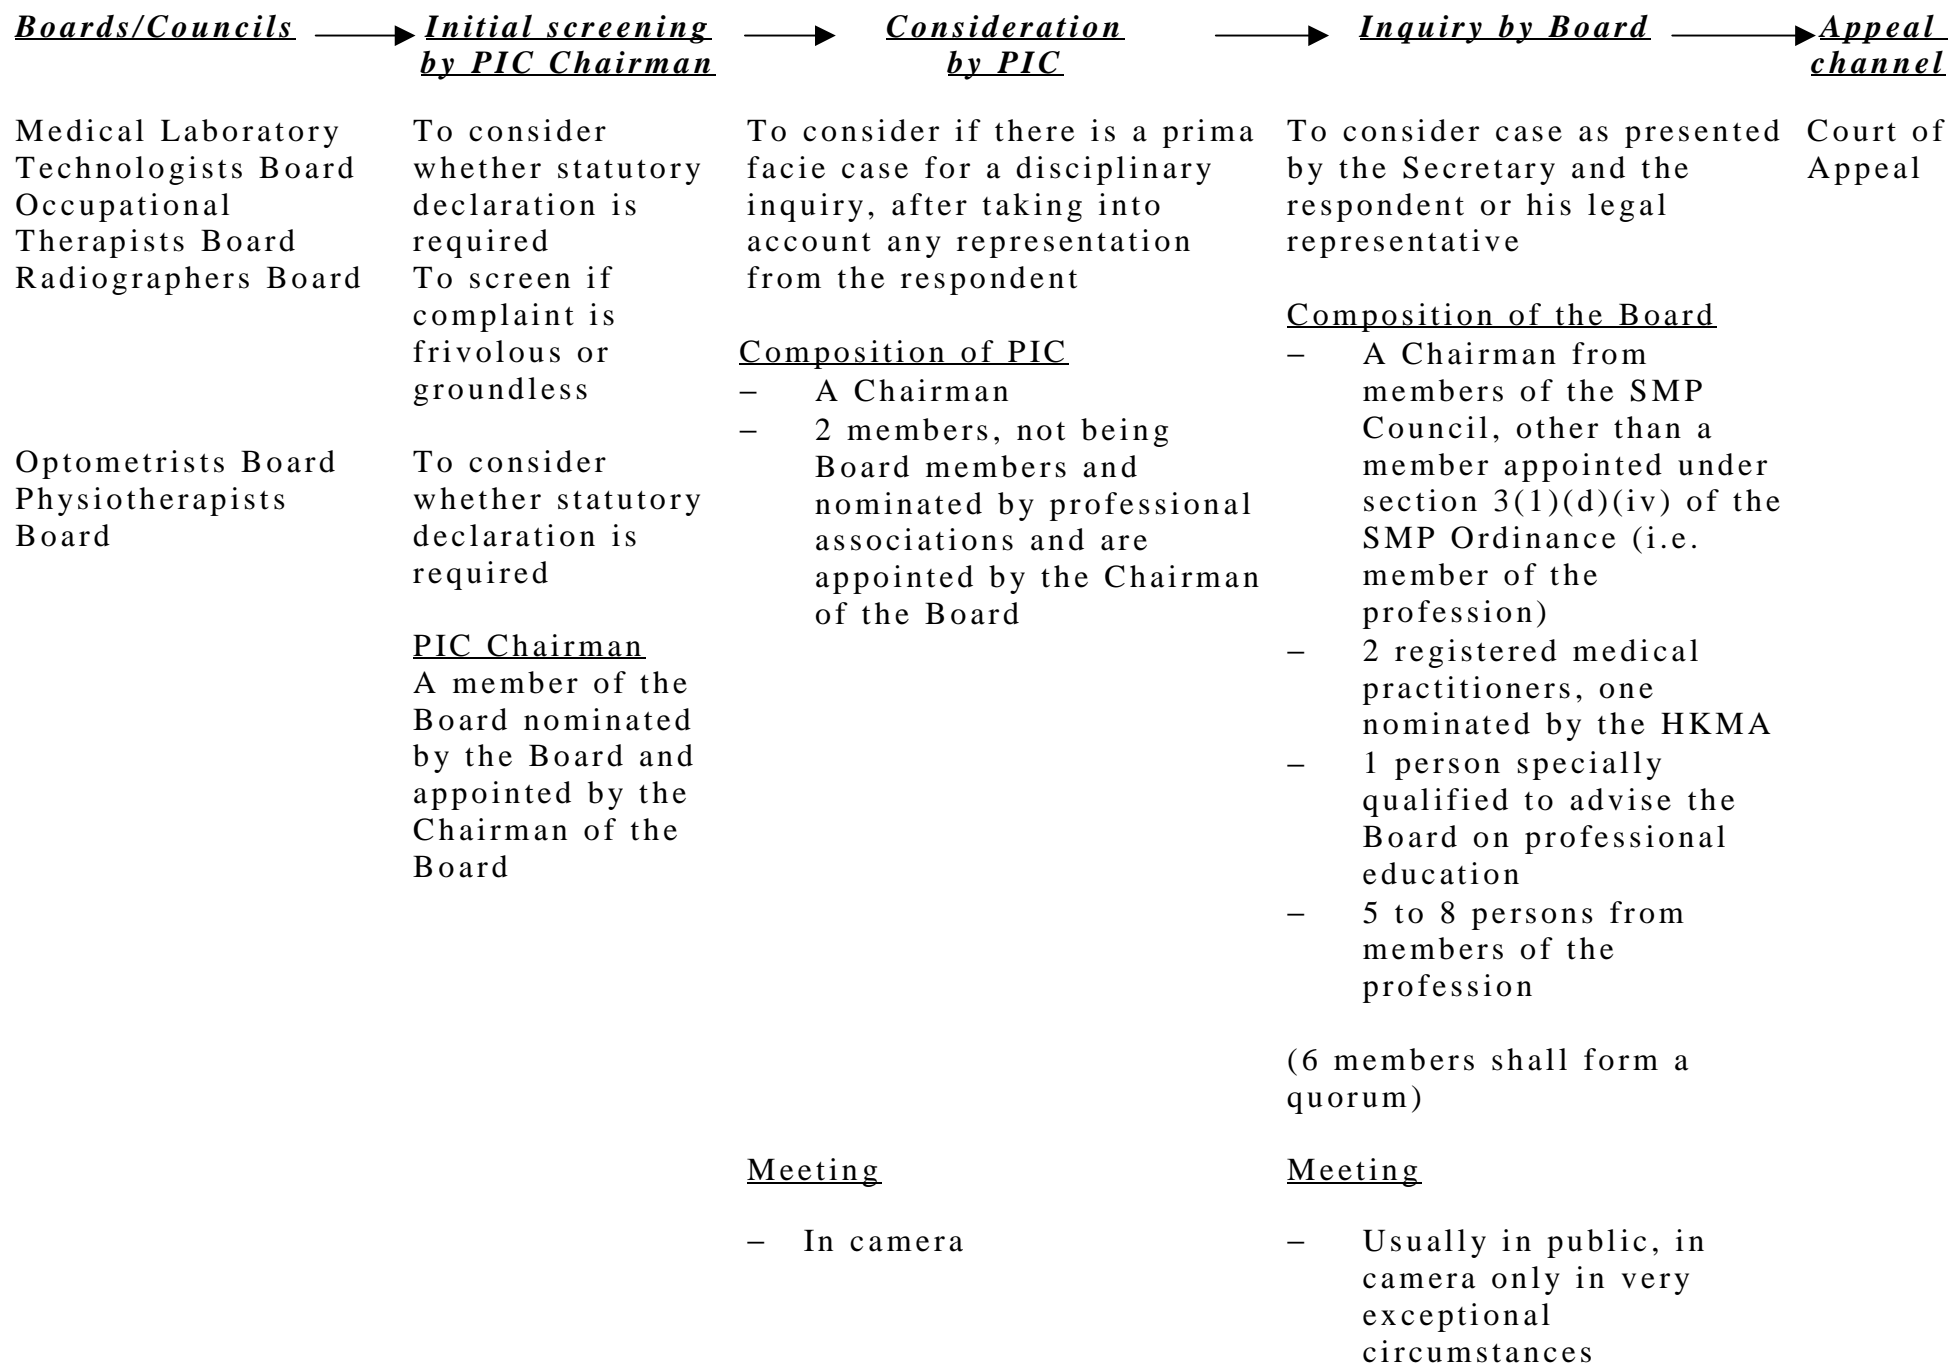 Boards/Councils
Initial screening
by PIC Chairman
Consideration
by PIC
Inquiry by Board
Appeal
channel
Medical Laboratory
Technologists Board
Occupational
Therapists Board
Radiographers Board
Optometrists Board
Physiotherapists
Board
To consider
whether statutory
declaration is
required
To screen if
complaint is
frivolous or
groundless
To consider
whether statutory
declaration is
required
PIC Chairman
A member of the
Board nominated
by the Board and
appointed by the
Chairman of the
Board
To consider if there is a prima
facie case for a disciplinary
inquiry, after taking into
account any representation
from the respondent
Composition of PIC
– A Chairman
– 2 members, not being
Board members and
nominated by professional
associations and are
appointed by the Chairman
of the Board
Meeting
– In camera
To consider case as presented
by the Secretary and the
respondent or his legal
representative
Composition of the Board
– A Chairman from
members of the SMP
Council, other than a
member appointed under
section 3(1)(d)(iv) of the
SMP Ordinance (i.e.
member of the
profession)
– 2 registered medical
practitioners, one
nominated by the HKMA
– 1 person specially
qualified to advise the
Board on professional
education
– 5 to 8 persons from
members of the
profession
(6 members shall form a
quorum)
Meeting
– Usually in public, in
camera only in very
exceptional
circumstances
Court of
Appeal